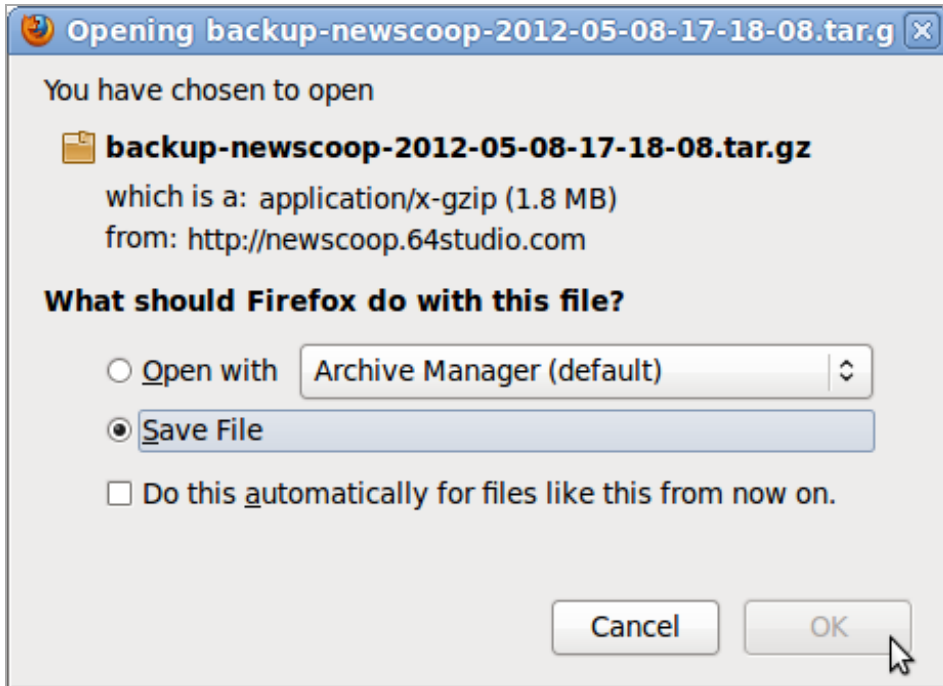 Opening backup-newscoop-2012-05-08-17-18-08.tar.g
You have chosen to open
backup-newscoop-2012-05-08-17-18-08.tar.gz
which is a: application/x-gzip (1.8 MB)
from: http://newscoop.64studio.com
What should Firefox do with this file?
Open with Archive Manager (default)
Save File
Do this automatically for files like this from now on.
Cancel OK